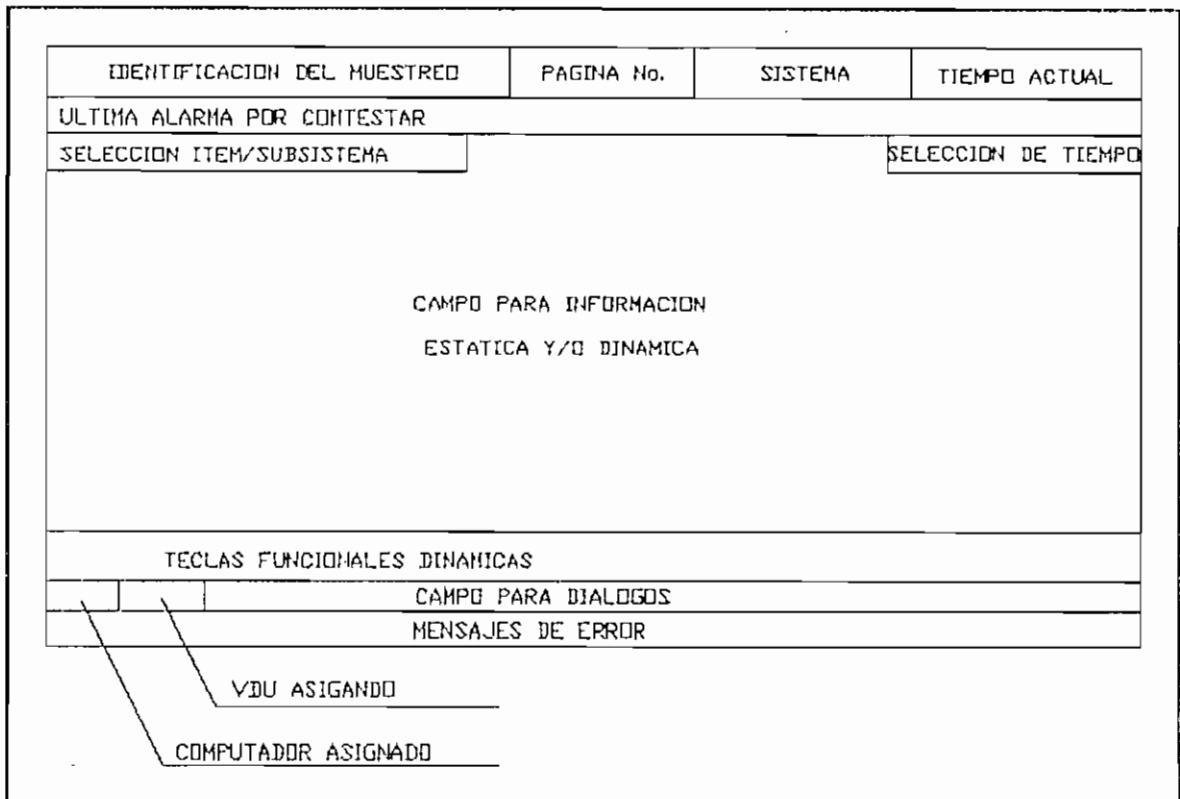 IDENTIFICACION DEL MUESTREO
PAGINA No.
SISTEMA
TIEMPO ACTUAL
ULTIMA ALARMA POR CONTESTAR
SELECCION ITEM/SUBSISTEMA
SELECCION DE TIEMPO
CAMPO PARA INFORMACION
ESTATICA Y/O DINAMICA
TECLAS FUNCIONALES DINAMICAS
CAMPO PARA DIALOGOS
MENSAJES DE ERROR
VDU ASIGANDO
COMPUTADOR ASIGNADO